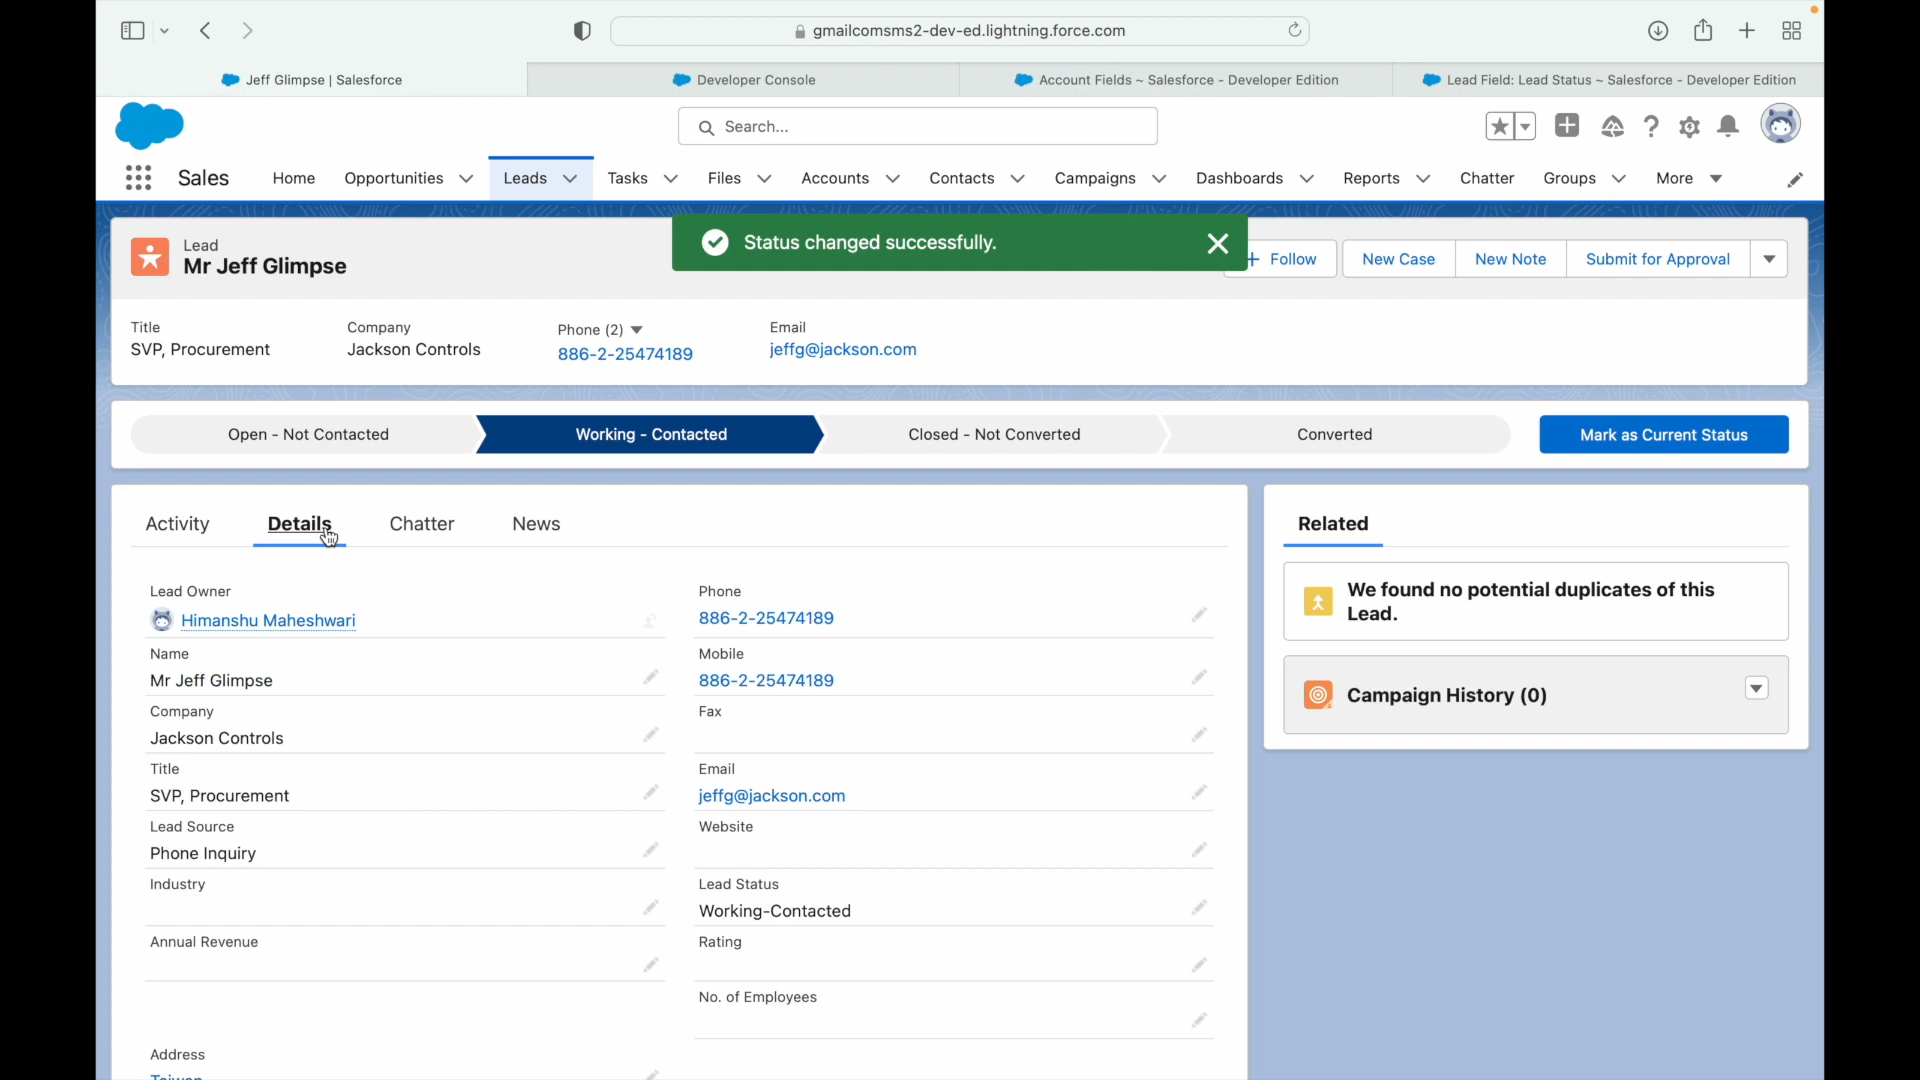 gmailcomsms2-dev-ed.lightning.force.com
Jeff Glimpse | Salesforce
Developer Console
Account Fields ~ Salesforce - Developer Edition
Lead Field: Lead Status ~ Salesforce - Developer Edition
Search...
Sales
Home
Opportunities
Leads
Tasks
Files
Accounts
Contacts
Campaigns
Dashboards
Reports
Chatter
Groups
More
Lead
Mr Jeff Glimpse
Status changed successfully.
Follow
New Case
New Note
Submit for Approval
Title
SVP, Procurement
Company
Jackson Controls
Phone (2)
886-2-25474189
Email
jeffg@jackson.com
Open - Not Contacted
Working - Contacted
Closed - Not Converted
Converted
Mark as Current Status
Activity
Details
Chatter
News
Lead Owner
Himanshu Maheshwari
Phone
886-2-25474189
Name
Mr Jeff Glimpse
Mobile
886-2-25474189
Company
Jackson Controls
Fax
Title
SVP, Procurement
Email
jeffg@jackson.com
Lead Source
Phone Inquiry
Website
Industry
Lead Status
Working-Contacted
Annual Revenue
Rating
No. of Employees
Address
Taiwan
Related
We found no potential duplicates of this
Lead.
Campaign History (0)